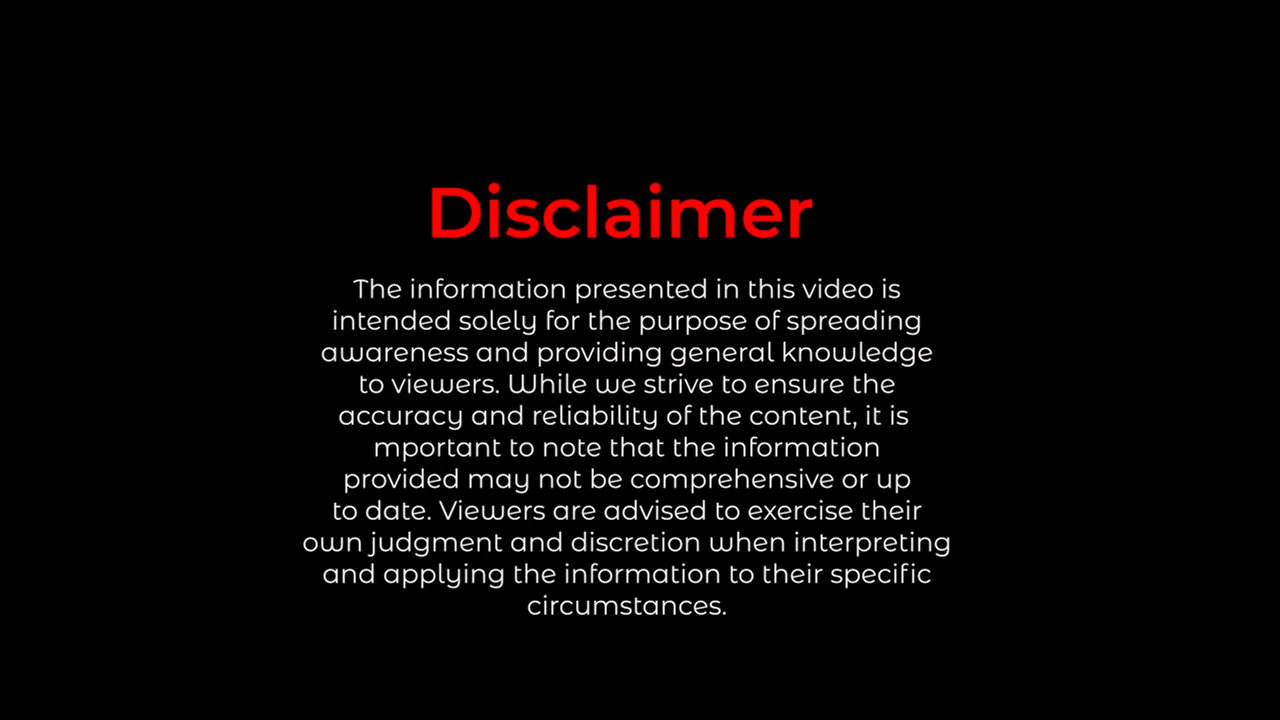 Disclaimer
The information presented in this video is
intended solely for the purpose of spreading
awareness and providing general knowledge
to viewers. While we strive to ensure the
accuracy and reliability of the content, it is
mportant to note that the information
provided may not be comprehensive or up
to date. Viewers are advised to exercise their
own judgment and discretion when interpreting
and applying the information to their specific
circumstances.